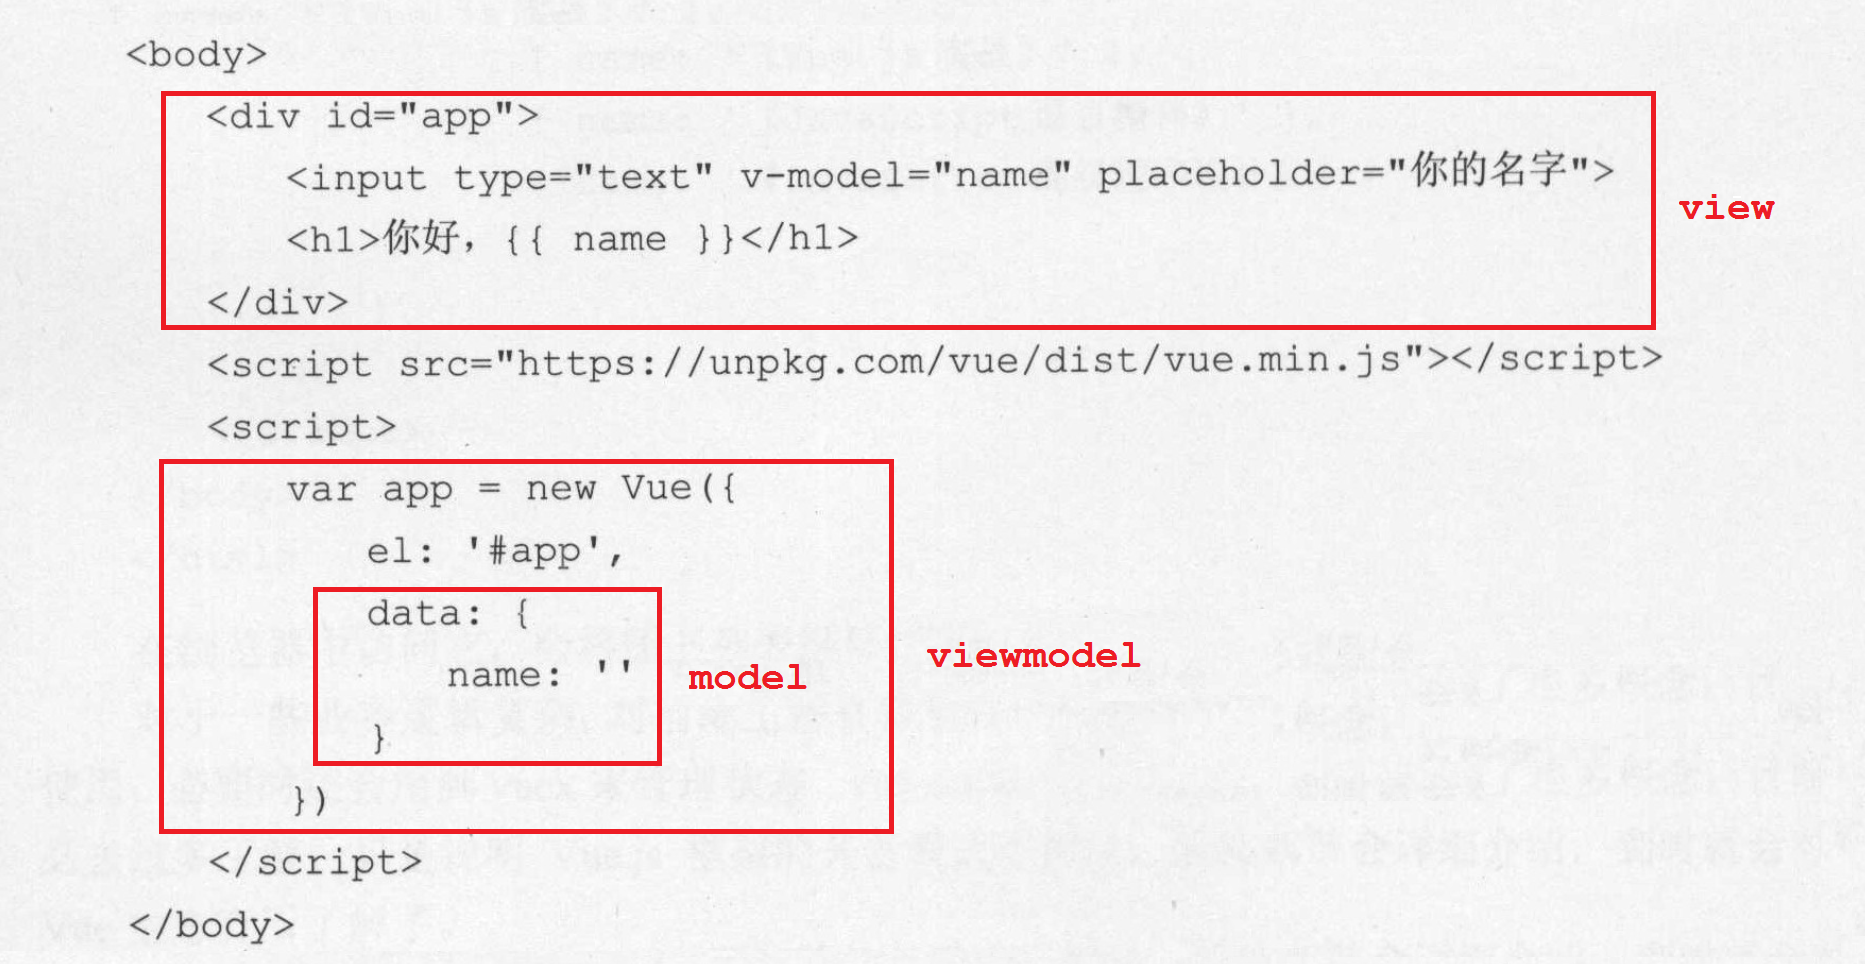 <body>
<div id="app">
<input type="text" v-model="name" placeholder="你的名字">
view
<h1>你好，{{ name }}</h1>
</div>
<script src="https://unpkg.com/vue/dist/vue.min.js"></script>
<script>
var app = new Vue({
el: '#app',
data: {
viewmodel
name: ''
model
}
})
</script>
</body>